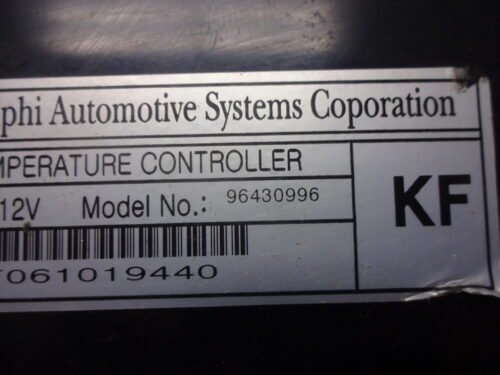 phi Automotive Systems Coporation
MPERATURE CONTROLLER
12V Model No.: 96430996
KF
061019440